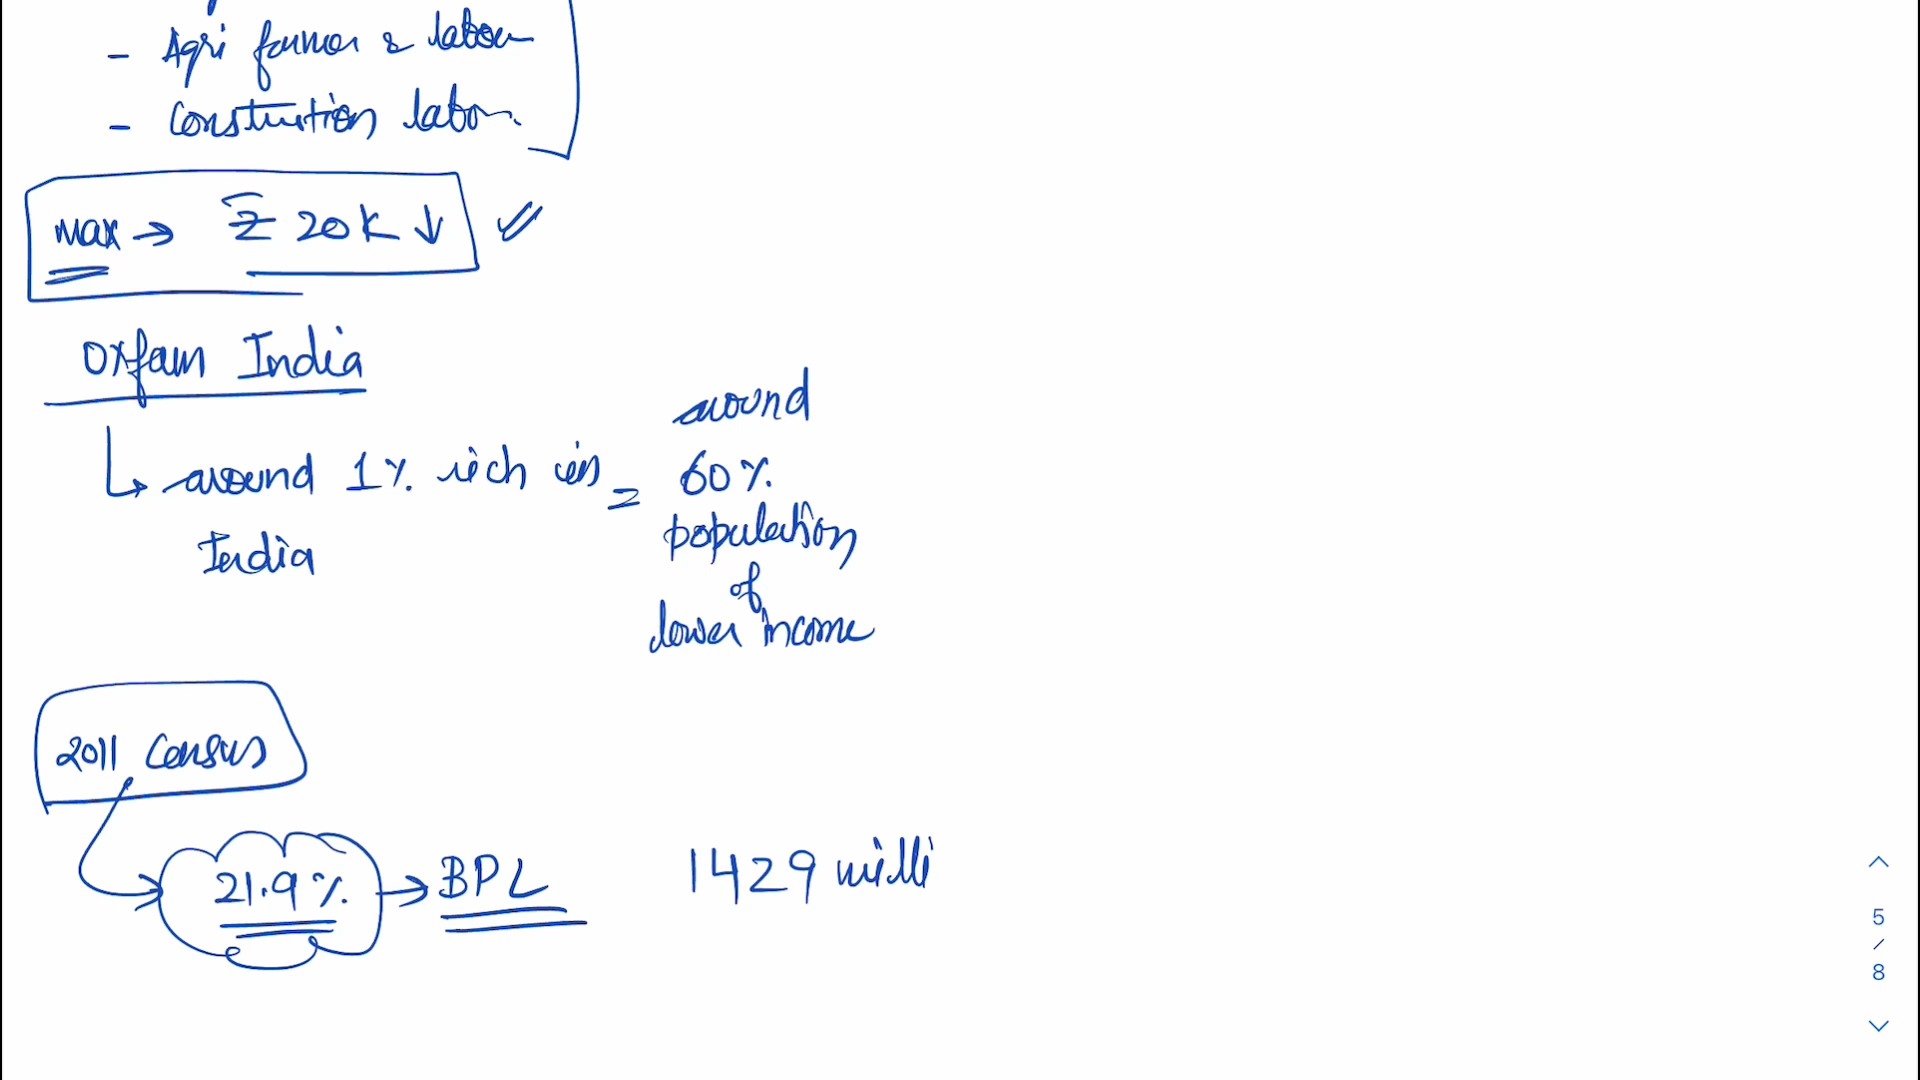 - Agri farmer & labour
- Construction labour
Max → ₹ 20K ↓
Oxfam India
↳ around 1% rich in India = around 60% population of lower income
2011 Census
21.9% → BPL
1429 milli
5
/
8